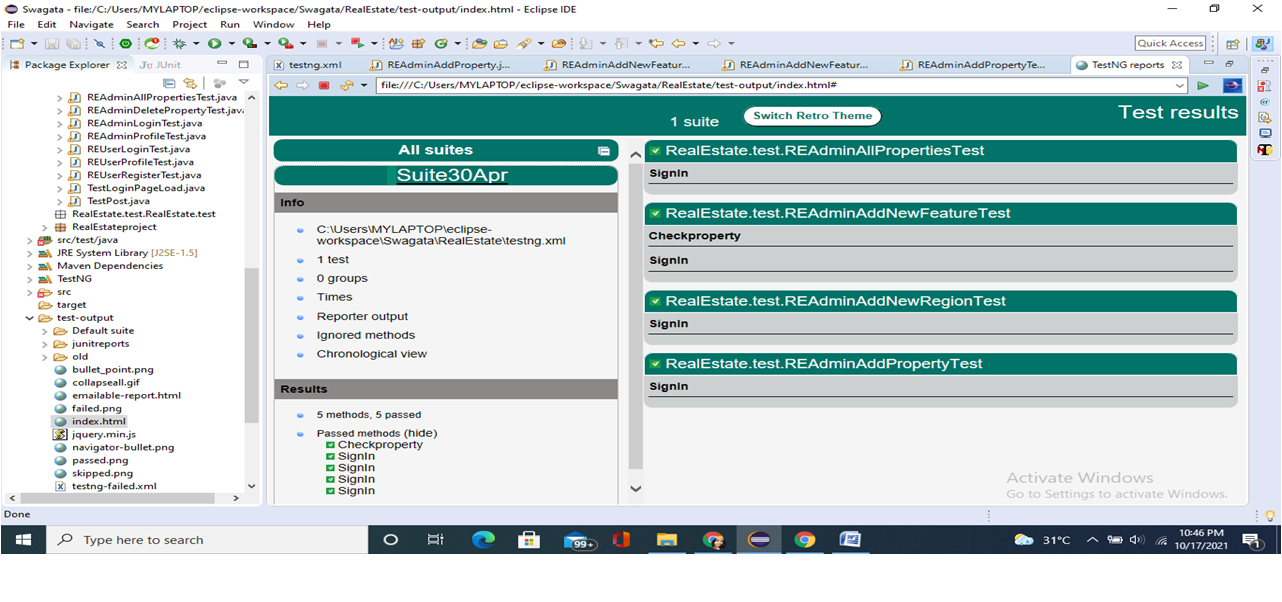 Swagata - file:/C:/Users/MYLAPTOP/eclipse-workspace/Swagata/RealEstate/test-output/index.html - Eclipse IDE
File Edit Navigate Search Project Run Window Help
Quick Access
Package Explorer JUnit
testng.xml REAdminAddProperty.j... REAdminAddNewFeatur... REAdminAddNewFeatur... REAdminAddPropertyTe... TestNG reports
file:///C:/Users/MYLAPTOP/eclipse-workspace/Swagata/RealEstate/test-output/index.html#
REAdminAllPropertiesTest.java
REAdminDeletePropertyTest.java
REAdminLoginTest.java
REAdminProfileTest.java
REUserLoginTest.java
REUserProfileTest.java
REUserRegisterTest.java
TestLoginPageLoad.java
TestPost.java
RealEstate.test.RealEstate.test
RealEstateproject
src/test/java
JRE System Library [J2SE-1.5]
Maven Dependencies
TestNG
src
target
test-output
Default suite
junitreports
old
bullet_point.png
collapseall.gif
emailable-report.html
failed.png
index.html
jquery.min.js
navigator-bullet.png
passed.png
skipped.png
testng-failed.xml
1 suite
Switch Retro Theme
Test results
All suites
Suite30Apr
Info
C:\Users\MYLAPTOP\eclipse-
workspace\Swagata\RealEstate\testng.xml
1 test
0 groups
Times
Reporter output
Ignored methods
Chronological view
Results
5 methods, 5 passed
Passed methods (hide)
Checkproperty
SignIn
SignIn
SignIn
SignIn
RealEstate.test.REAdminAllPropertiesTest
SignIn
RealEstate.test.REAdminAddNewFeatureTest
Checkproperty
SignIn
RealEstate.test.REAdminAddNewRegionTest
SignIn
RealEstate.test.REAdminAddPropertyTest
SignIn
Activate Windows
Go to Settings to activate Windows.
Done
Type here to search
99+
31°C
10:46 PM
10/17/2021
1